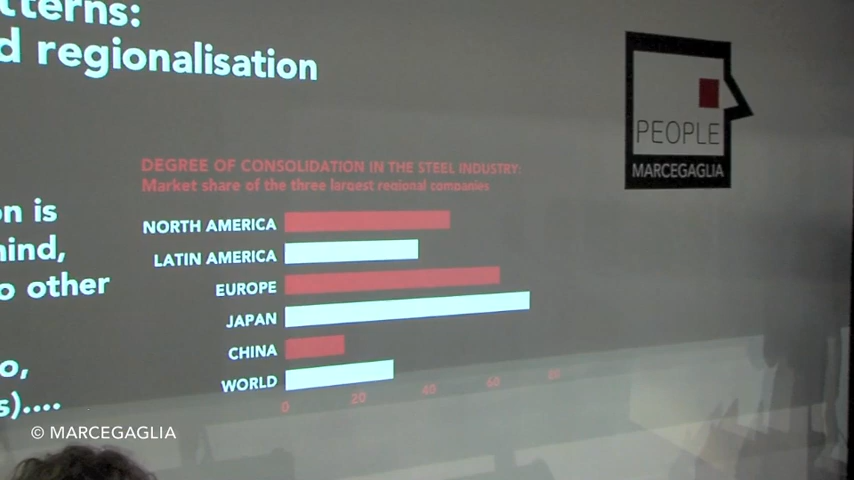 tterns:
d regionalisation
PEOPLE
MARCEGAGLIA
DEGREE OF CONSOLIDATION IN THE STEEL INDUSTRY:
Market share of the three largest regional companies
on is
mind,
o other
o,
s)....
NORTH AMERICA
LATIN AMERICA
EUROPE
JAPAN
CHINA
WORLD
0 20 40 60 80
© MARCEGAGLIA